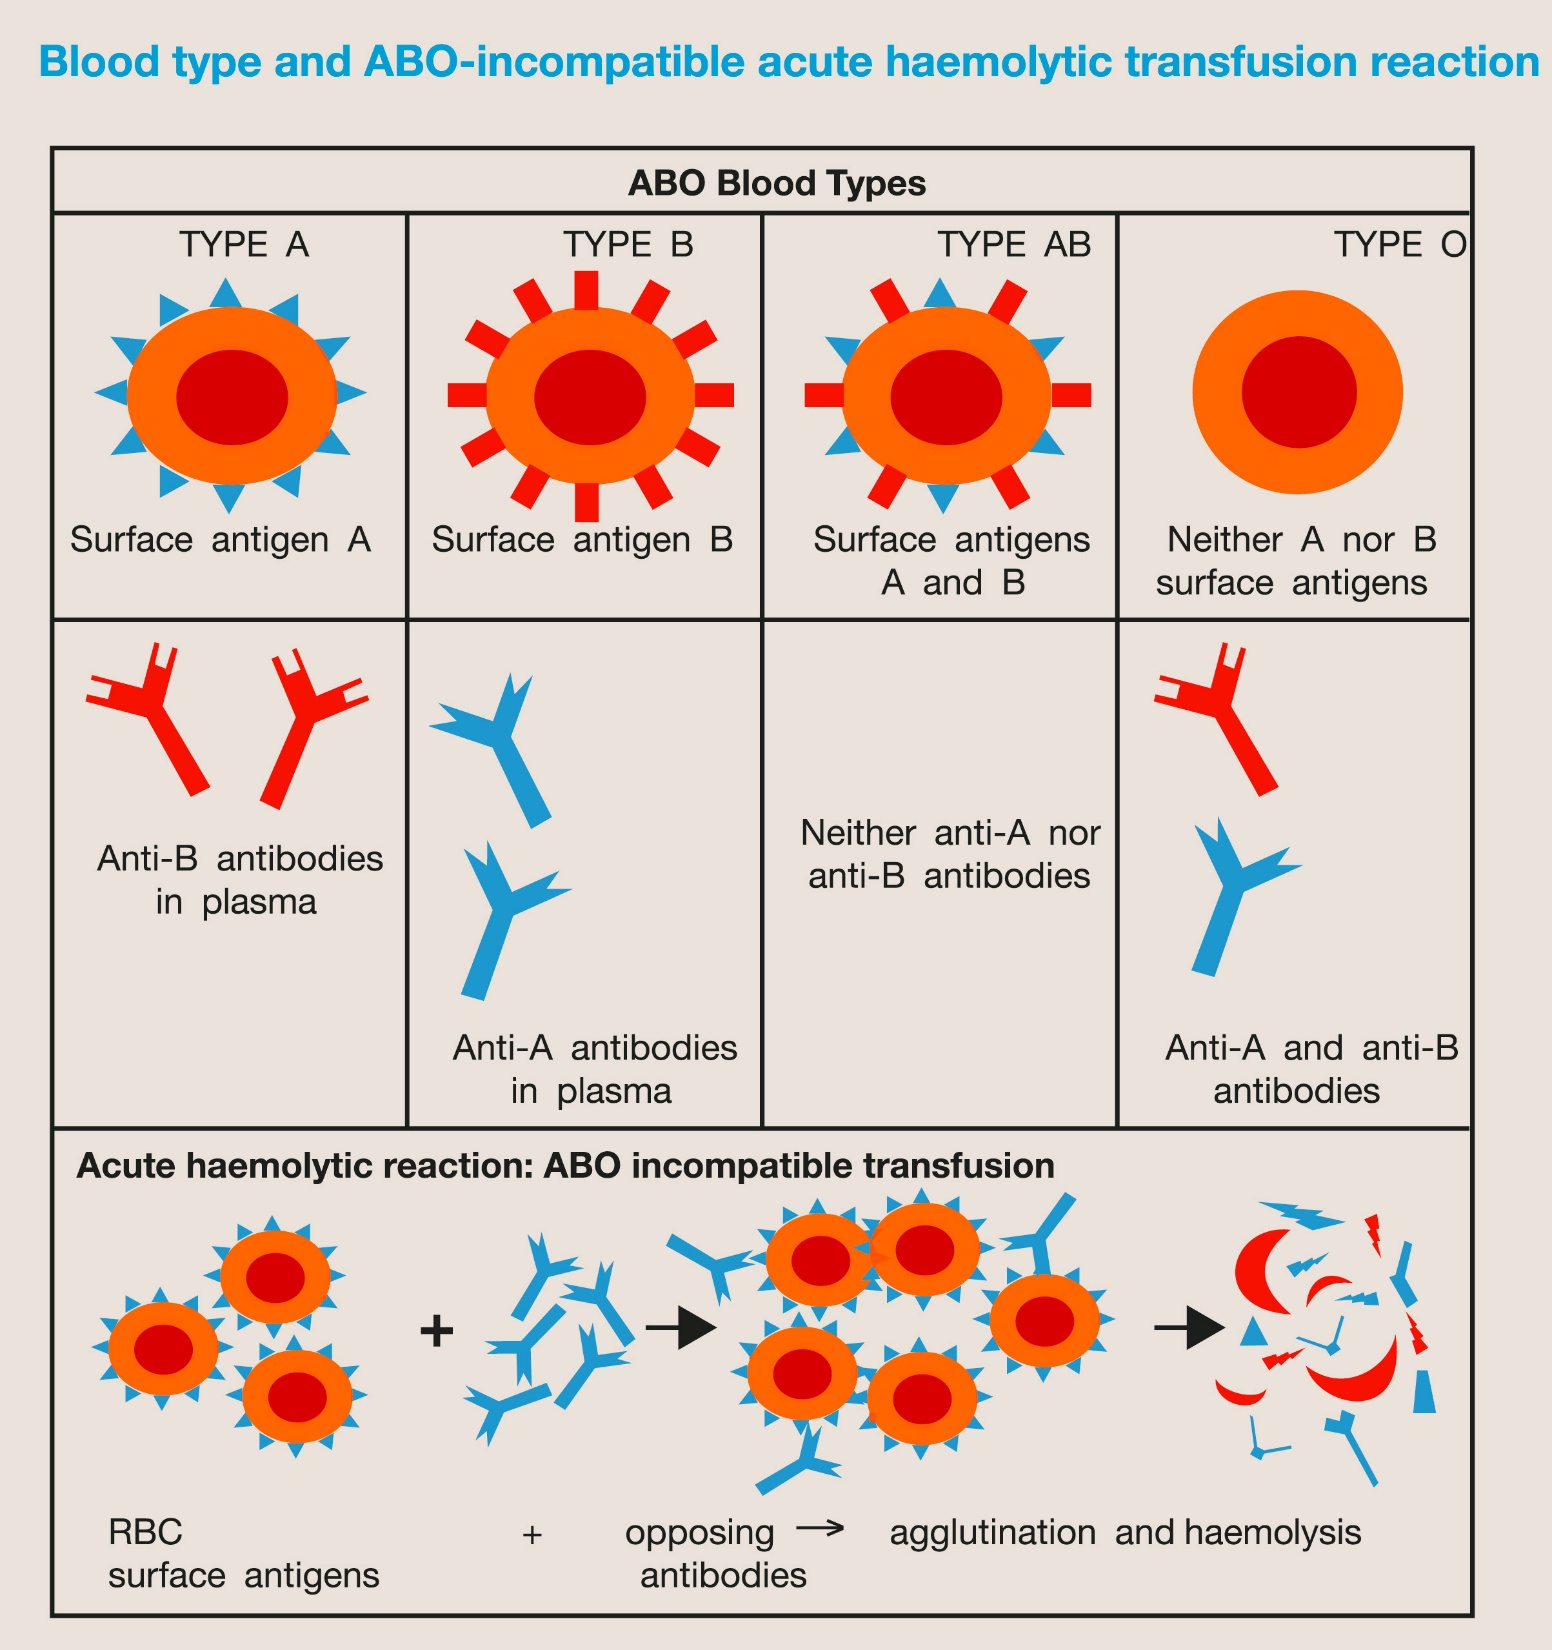 Blood type and ABO-incompatible acute haemolytic transfusion reaction
ABO Blood Types
TYPE A
TYPE B
TYPE AB
TYPE O
Surface antigen A
Surface antigen B
Surface antigens
A and B
Neither A nor B
surface antigens
Anti-B antibodies
in plasma
Anti-A antibodies
in plasma
Neither anti-A nor
anti-B antibodies
Anti-A and anti-B
antibodies
Acute haemolytic reaction: ABO incompatible transfusion
+
RBC
surface antigens
+
opposing
antibodies
→
agglutination and haemolysis